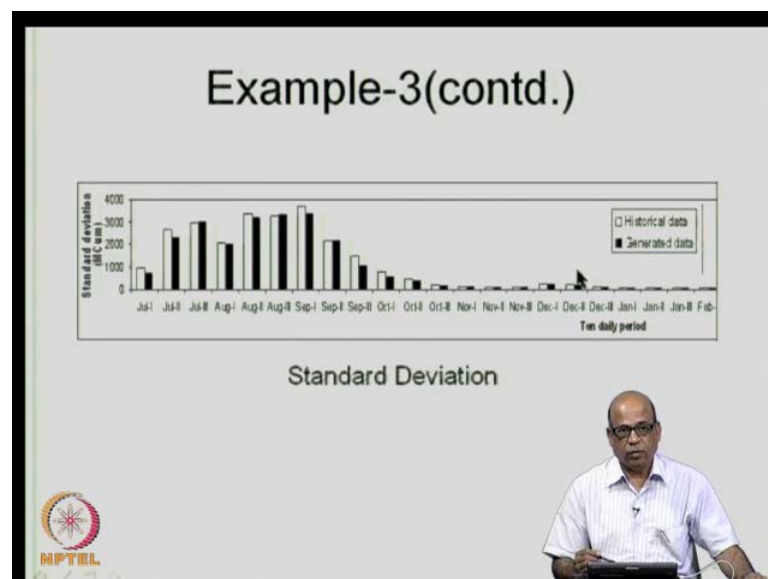 Example-3(contd.)
Standard deviation
(MCum)
4000
3000
2000
1000
0
Historical data
Generated data
Jul-I Jul-II Jul-III Aug-I Aug-II Aug-III Sep-I Sep-II Sep-III Oct-I Oct-II Oct-III Nov-I Nov-II Nov-III Dec-I Dec-II Dec-III Jan-I Jan-II Jan-III Feb-
Ten daily period
Standard Deviation
NPTEL